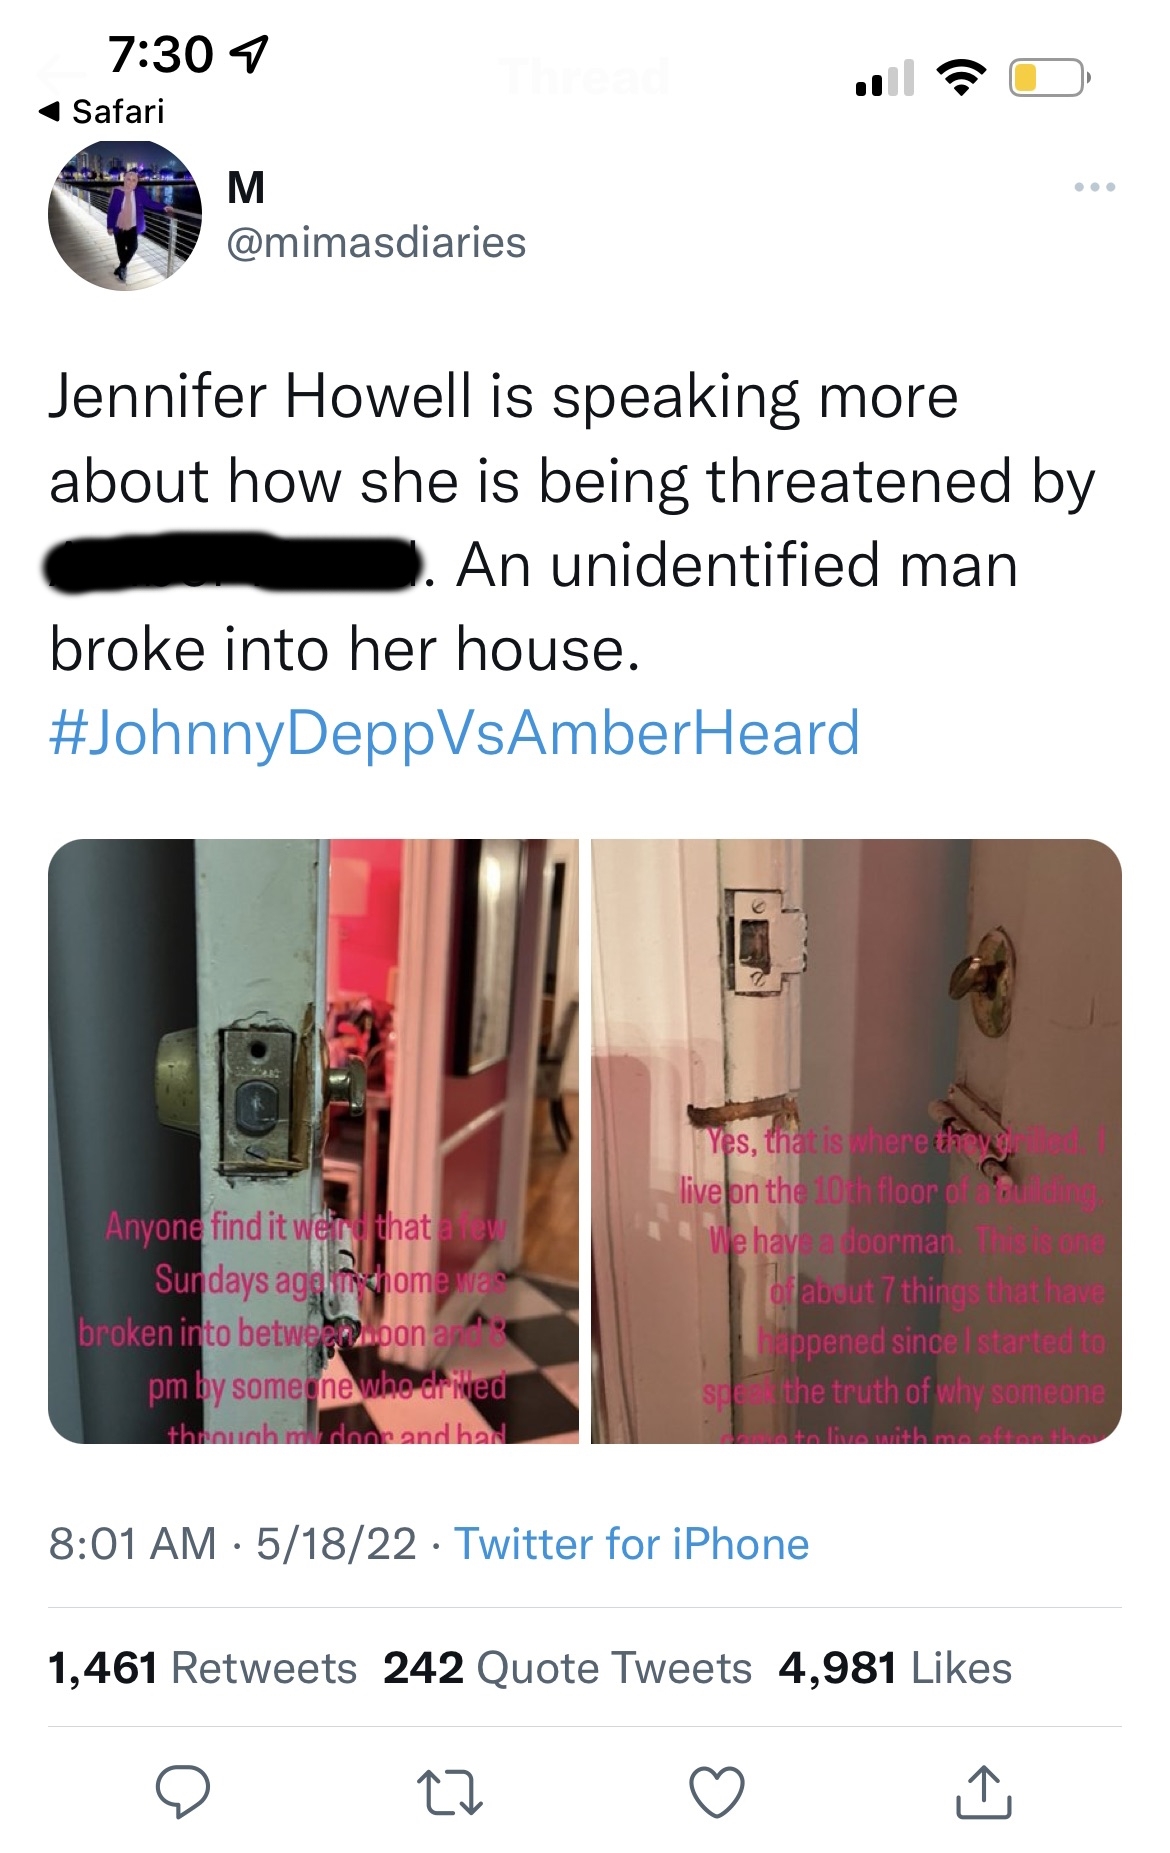 7:30
Safari
Thread
M
@mimasdiaries
Jennifer Howell is speaking more
about how she is being threatened by
. An unidentified man
broke into her house.
#JohnnyDeppVsAmberHeard
Anyone find it weird that a few
Sundays ago my home was
broken into between noon and 8
pm by someone who drilled
through my door and had
Yes, that is where they drilled. I
live on the 10th floor of a building.
We have a doorman. This is one
of about 7 things that have
happened since I started to
speak the truth of why someone
came to live with me after they
8:01 AM · 5/18/22 · Twitter for iPhone
1,461 Retweets 242 Quote Tweets 4,981 Likes